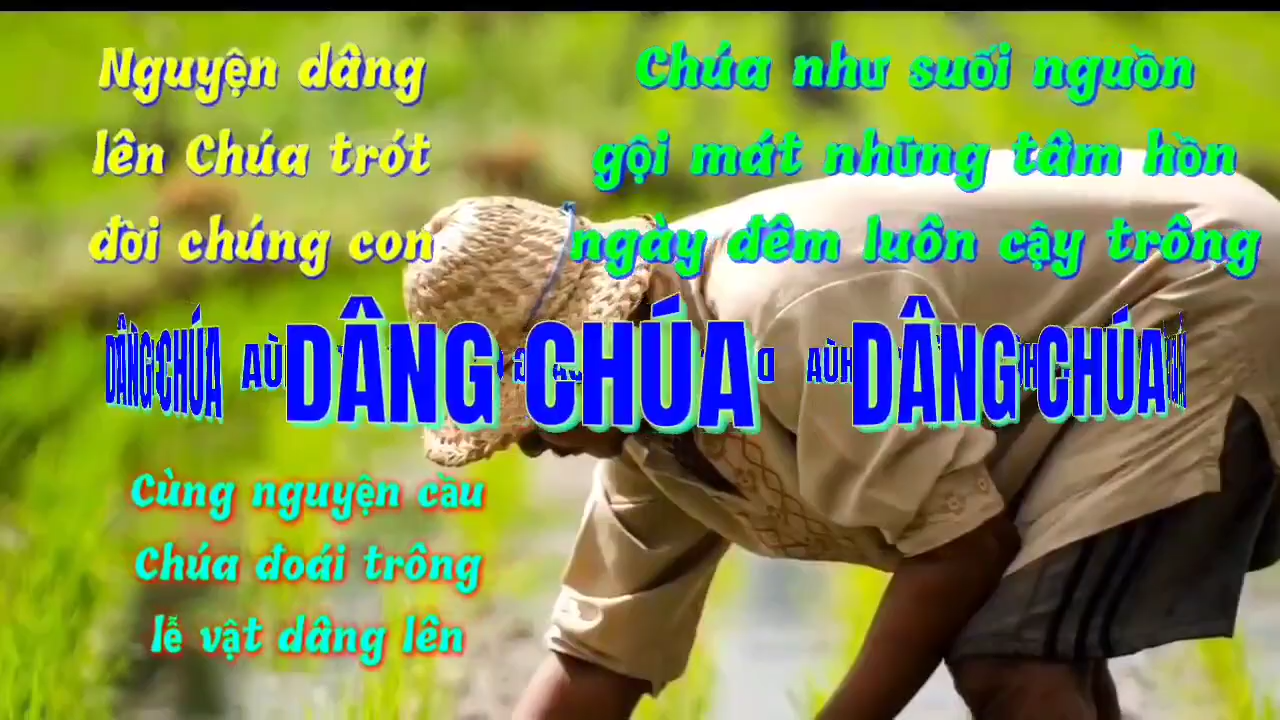 Nguyện dâng
lên Chúa trót
đời chúng con
Chúa như suối nguồn
gội mát những tâm hồn
ngày đêm luôn cậy trông
DÂNG CHÚA DÂNG CHÚA DÂNG CHÚA
Cùng nguyện cầu
Chúa đoái trông
lễ vật dâng lên